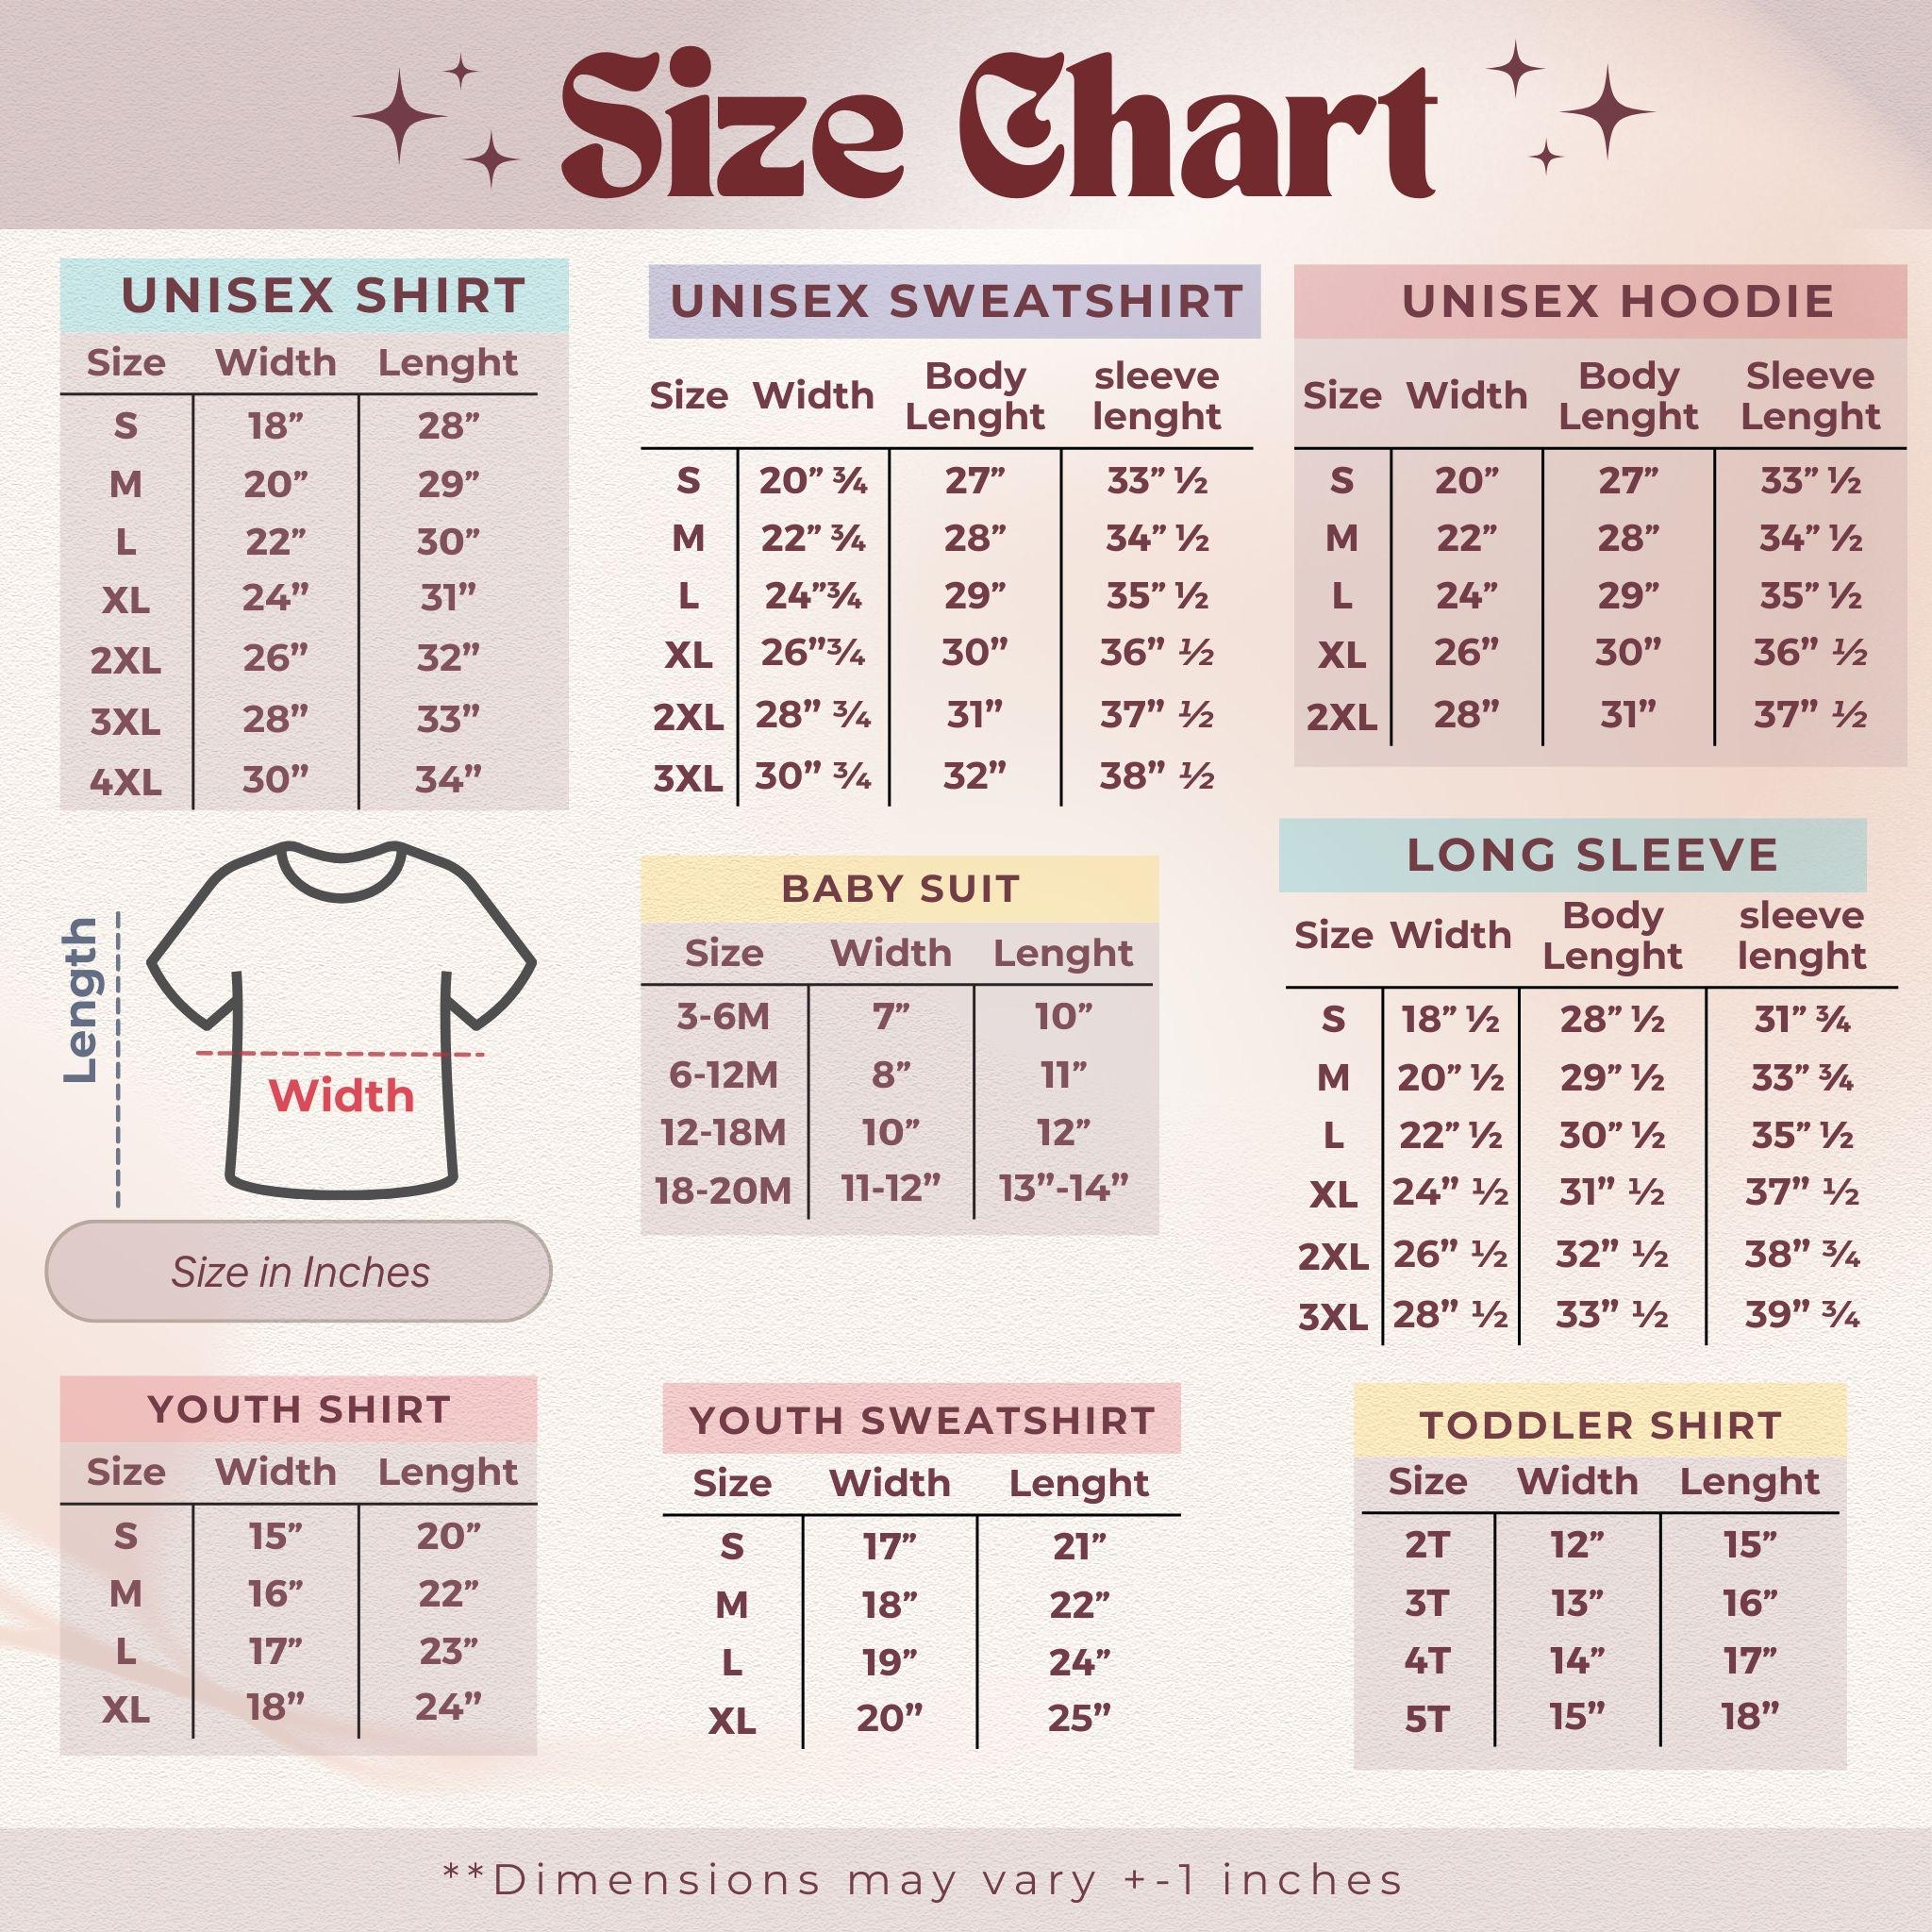 Size Chart
UNISEX SHIRT
Size Width Lenght
S 18” 28”
M 20” 29”
L 22” 30”
XL 24” 31”
2XL 26” 32”
3XL 28” 33”
4XL 30” 34”
UNISEX SWEATSHIRT
Size Width Body Lenght sleeve lenght
S 20” ¾ 27” 33” ½
M 22” ¾ 28” 34” ½
L 24”¾ 29” 35” ½
XL 26”¾ 30” 36” ½
2XL 28” ¾ 31” 37” ½
3XL 30” ¾ 32” 38” ½
UNISEX HOODIE
Size Width Body Lenght Sleeve Lenght
S 20” 27” 33” ½
M 22” 28” 34” ½
L 24” 29” 35” ½
XL 26” 30” 36” ½
2XL 28” 31” 37” ½
Length
Width
Size in Inches
BABY SUIT
Size Width Lenght
3-6M 7” 10”
6-12M 8” 11”
12-18M 10” 12”
18-20M 11-12” 13”-14”
LONG SLEEVE
Size Width Body Lenght sleeve lenght
S 18” ½ 28” ½ 31” ¾
M 20” ½ 29” ½ 33” ¾
L 22” ½ 30” ½ 35” ½
XL 24” ½ 31” ½ 37” ½
2XL 26” ½ 32” ½ 38” ¾
3XL 28” ½ 33” ½ 39” ¾
YOUTH SHIRT
Size Width Lenght
S 15” 20”
M 16” 22”
L 17” 23”
XL 18” 24”
YOUTH SWEATSHIRT
Size Width Lenght
S 17” 21”
M 18” 22”
L 19” 24”
XL 20” 25”
TODDLER SHIRT
Size Width Lenght
2T 12” 15”
3T 13” 16”
4T 14” 17”
5T 15” 18”
**Dimensions may vary +-1 inches